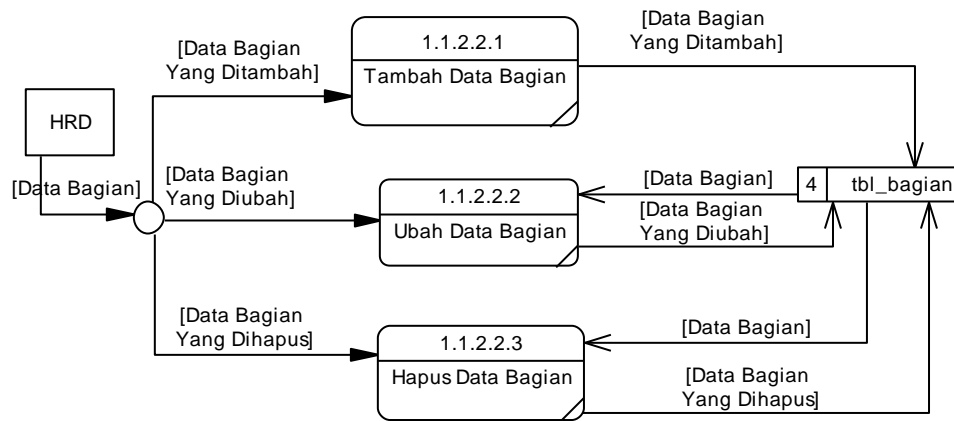 [Data Bagian
Yang Ditambah]
1.1.2.2.1
Tambah Data Bagian
[Data Bagian
Yang Ditambah]
HRD
[Data Bagian]
[Data Bagian
Yang Diubah]
1.1.2.2.2
Ubah Data Bagian
[Data Bagian]
[Data Bagian
Yang Diubah]
4 tbl_bagian
[Data Bagian
Yang Dihapus]
1.1.2.2.3
Hapus Data Bagian
[Data Bagian]
[Data Bagian
Yang Dihapus]